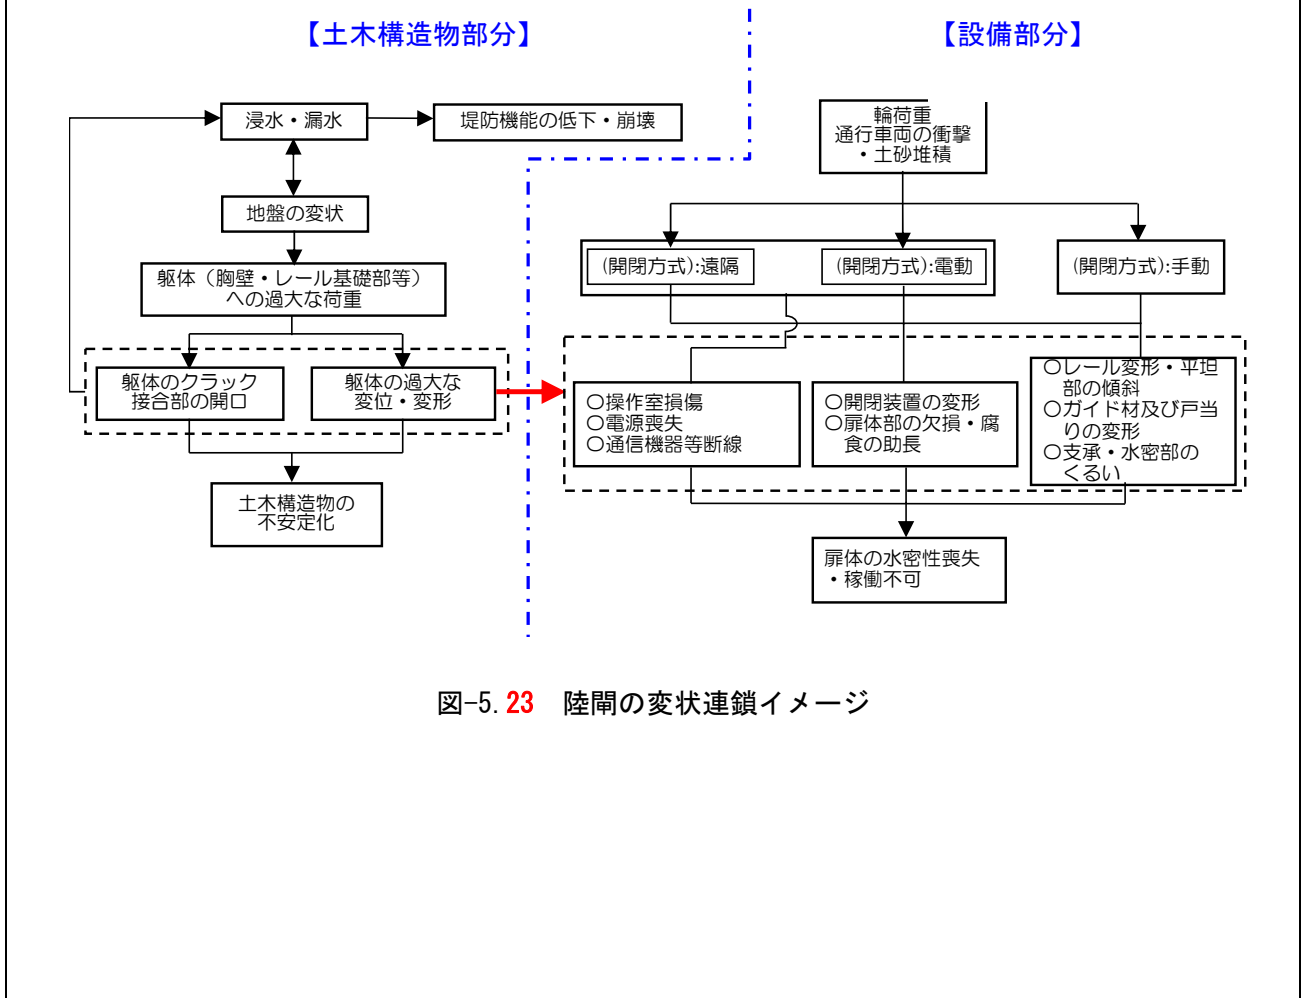 【土木構造物部分】
【設備部分】
浸水・漏水
堤防機能の低下・崩壊
地盤の変状
躯体（胸壁・レール基礎部等）
への過大な荷重
躯体のクラック
接合部の開口
躯体の過大な
変位・変形
土木構造物の
不安定化
輪荷重
通行車両の衝撃
・土砂堆積
(開閉方式):遠隔
(開閉方式):電動
(開閉方式):手動
○操作室損傷
○電源喪失
○通信機器等断線
○開閉装置の変形
○扉体部の欠損・腐
食の助長
○レール変形・平坦
部の傾斜
○ガイド材及び戸当
りの変形
○支承・水密部の
くるい
扉体の水密性喪失
・稼働不可
図-5.23　陸閘の変状連鎖イメージ